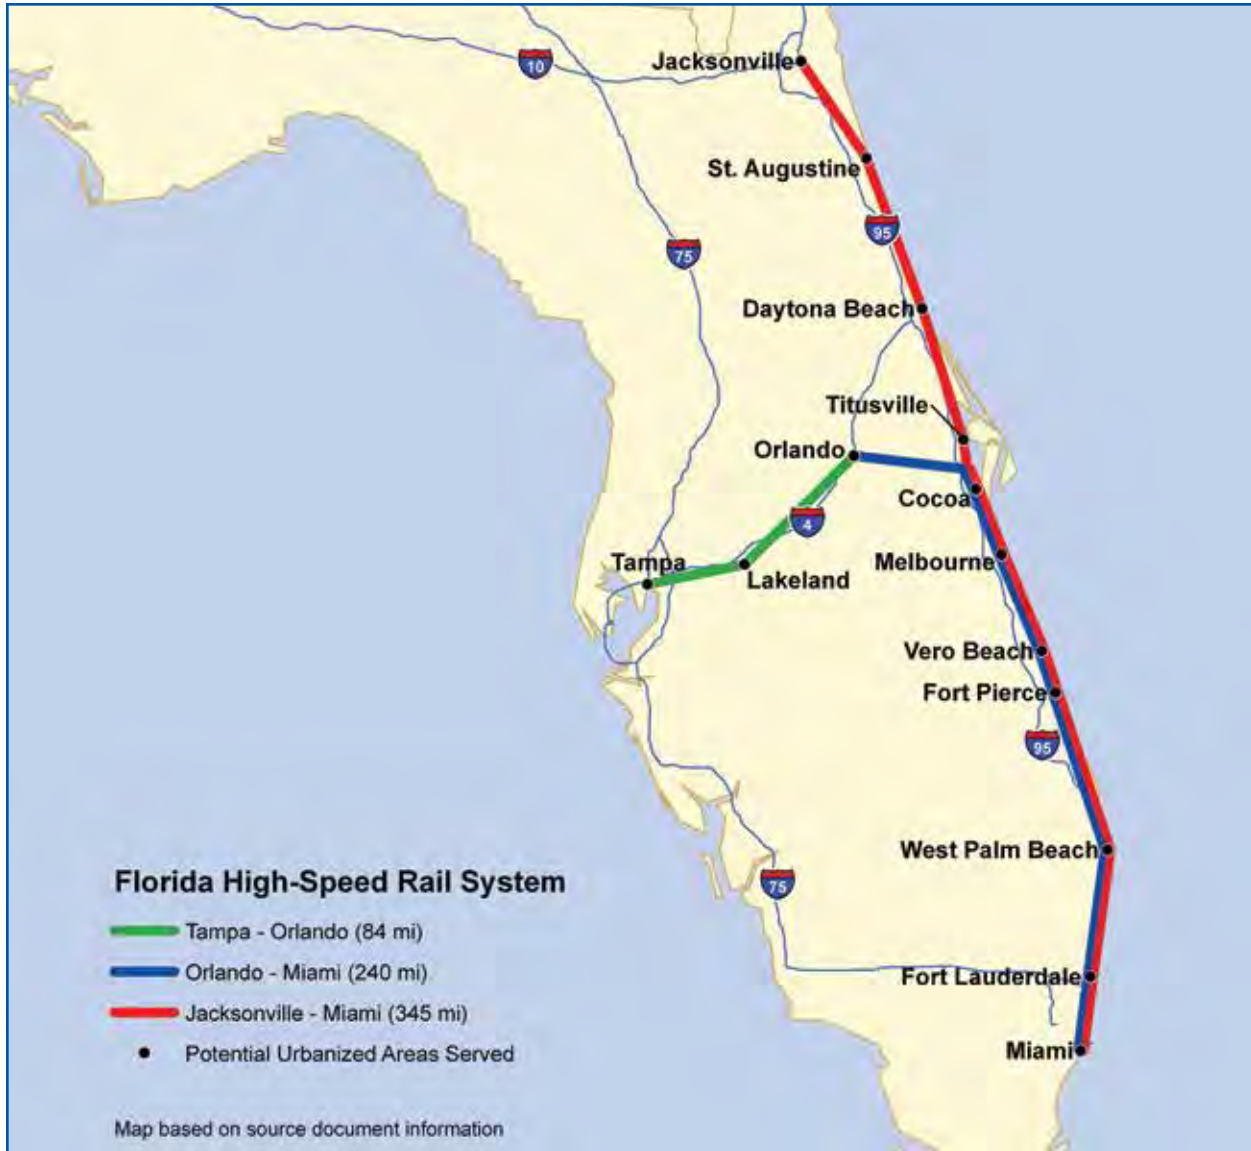 10
Jacksonville
St. Augustine
95
75
Daytona Beach
Titusville
Orlando
Cocoa
4
Tampa
Melbourne
Lakeland
Vero Beach
Fort Pierce
95
West Palm Beach
75
Fort Lauderdale
Miami
Florida High-Speed Rail System
Tampa - Orlando (84 mi)
Orlando - Miami (240 mi)
Jacksonville - Miami (345 mi)
Potential Urbanized Areas Served
Map based on source document information